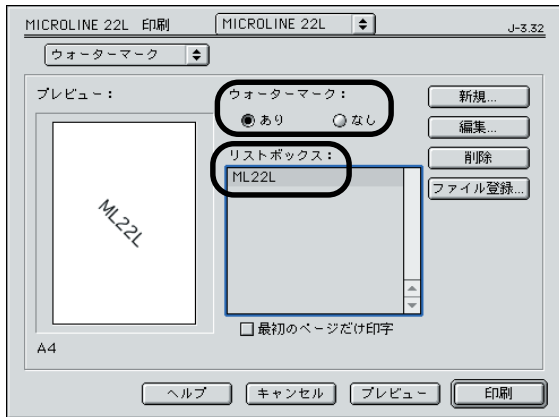 MICROLINE 22L 印刷 MICROLINE 22L J-3.32
ウォーターマーク
プレビュー：
ML22L
A4
ウォーターマーク：
あり なし
リストボックス：
ML22L
最初のページだけ印字
新規...
編集...
削除
ファイル登録...
ヘルプ キャンセル プレビュー 印刷